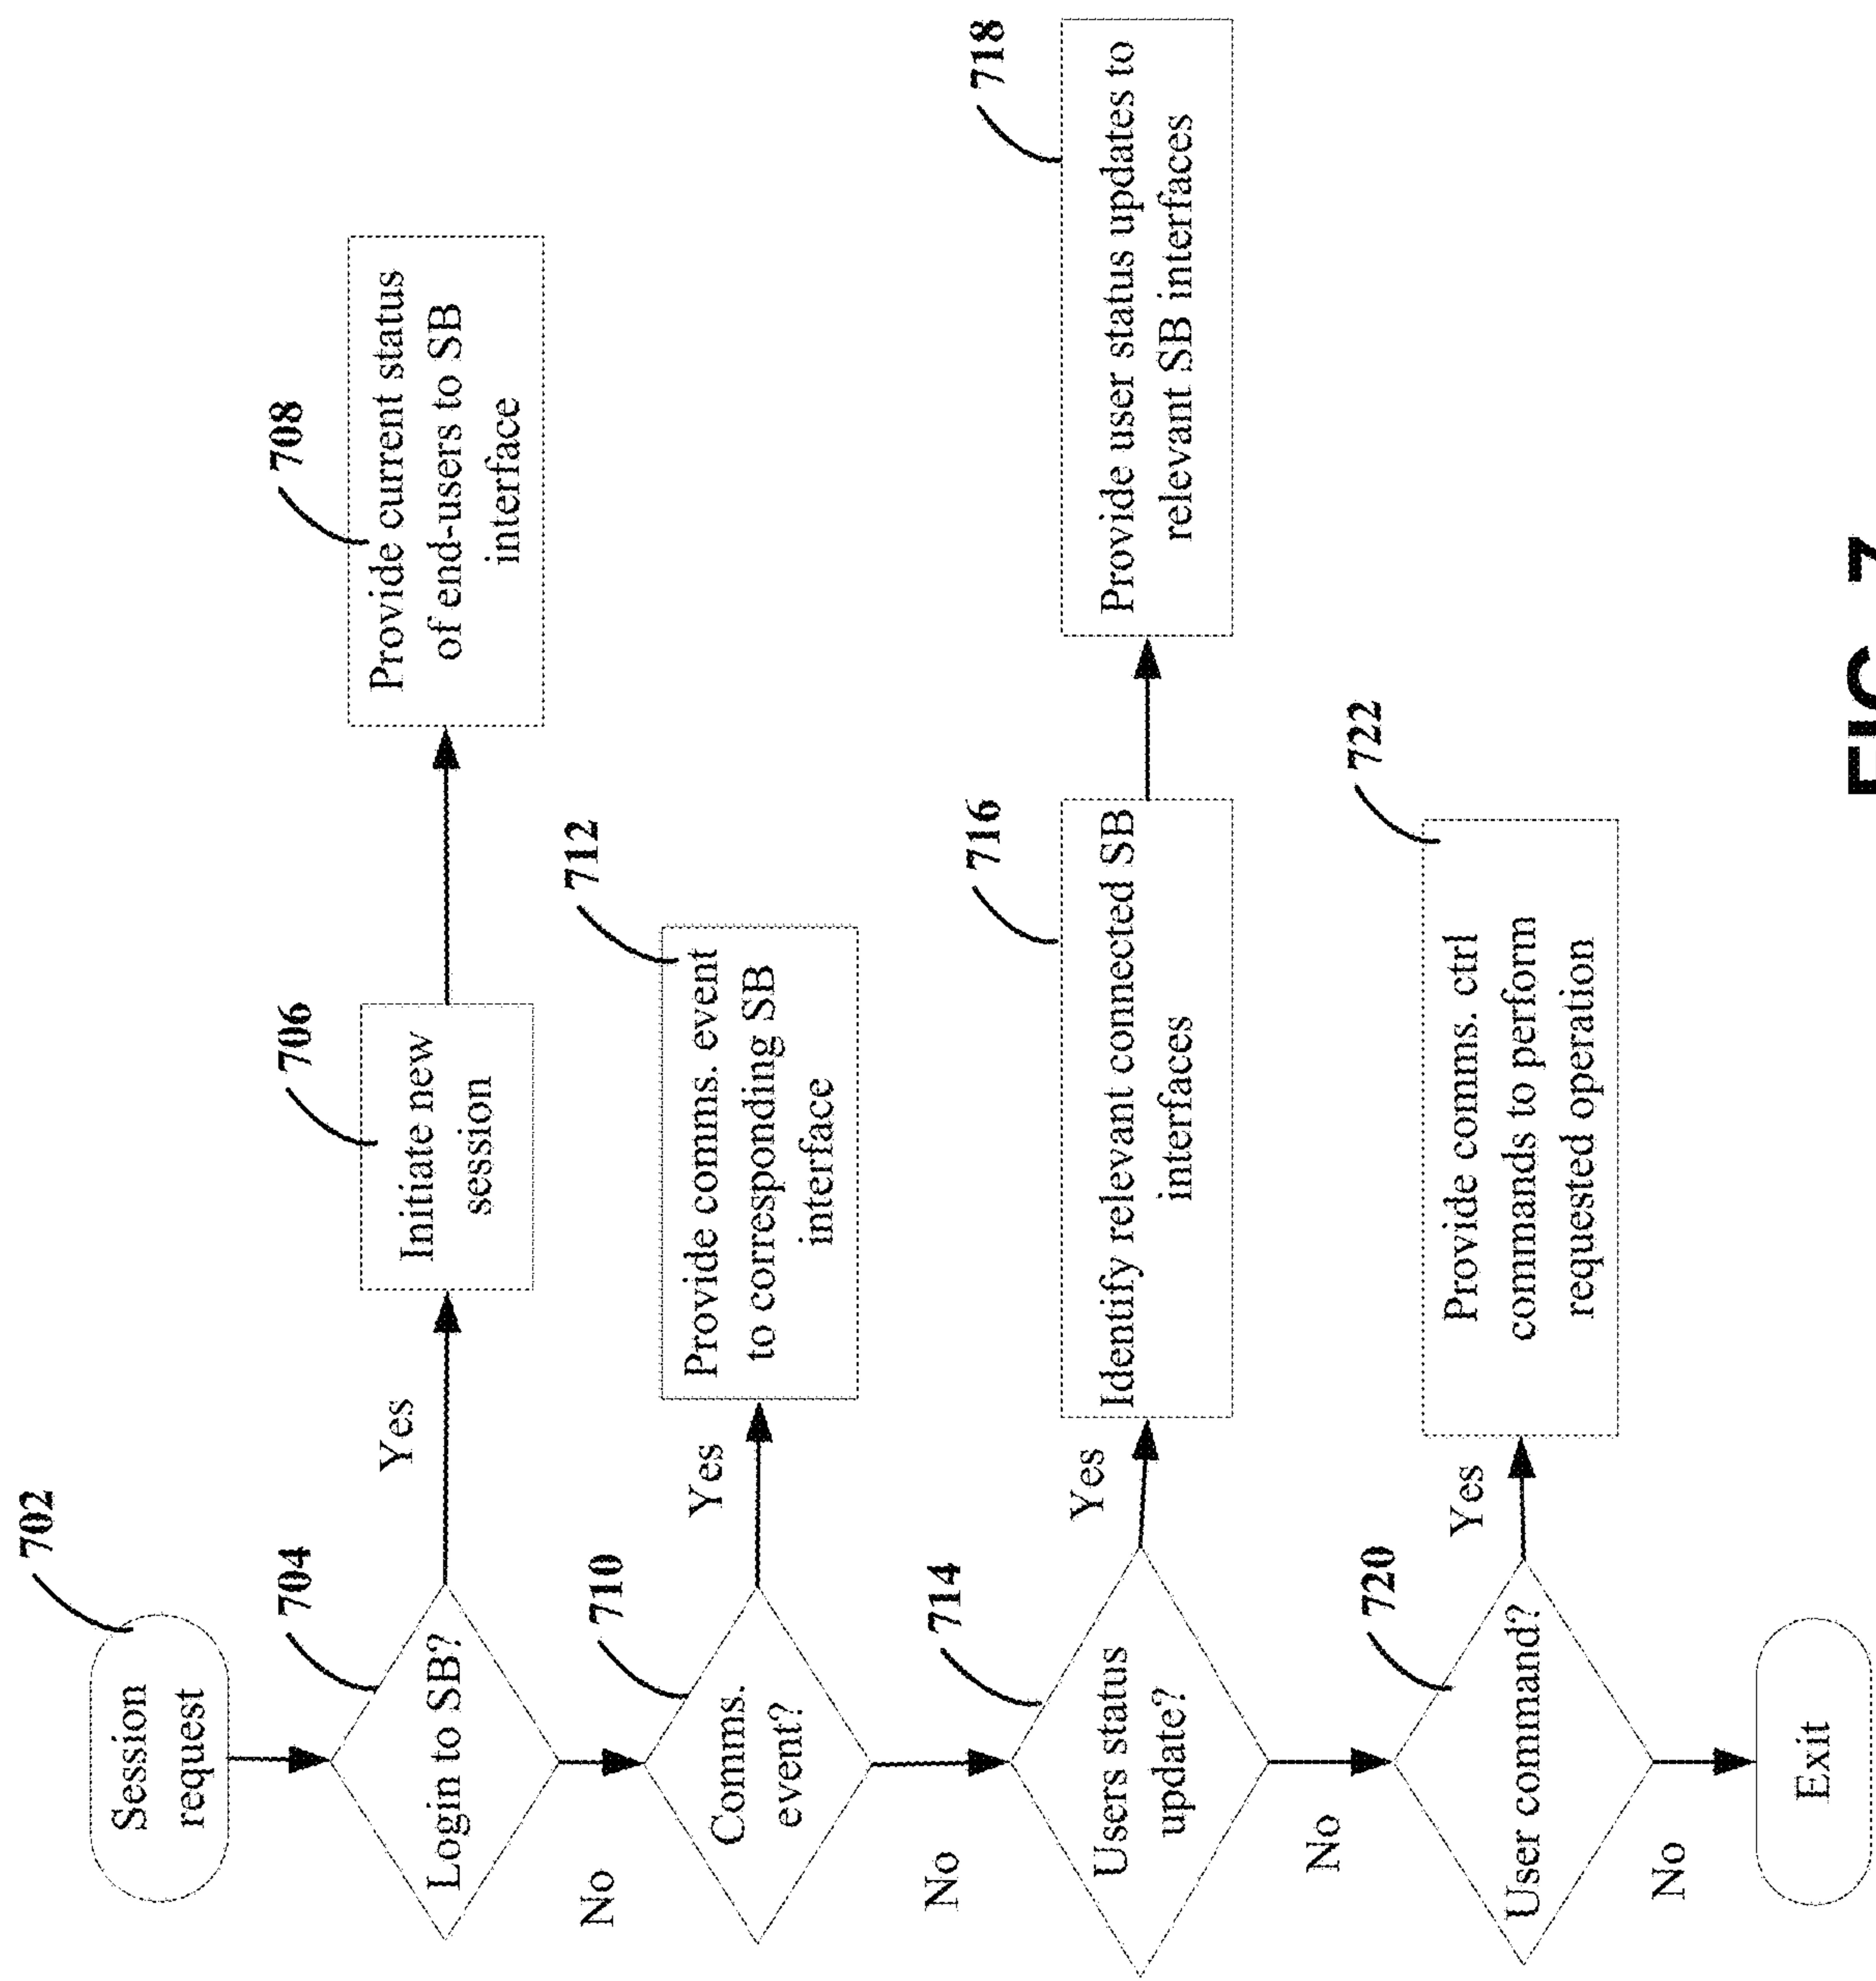 702
Session
request
704
Login to SB?
Yes
706
Initiate new
session
708
Provide current status
of end-users to SB
interface
No
710
Comms.
event?
Yes
712
Provide comms. event
to corresponding SB
interface
No
714
Users status
update?
Yes
716
Identify relevant connected SB
interfaces
718
Provide user status updates to
relevant SB interfaces
No
720
User command?
Yes
722
Provide comms. ctrl
commands to perform
requested operation
No
Exit
FIG. 7